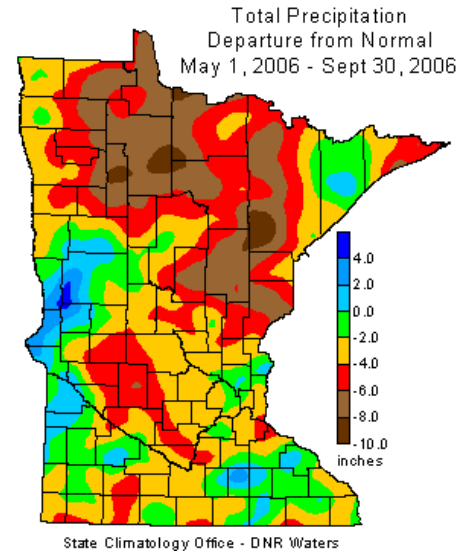 Total Precipitation
Departure from Normal
May 1, 2006 - Sept 30, 2006
4.0
2.0
0.0
-2.0
-4.0
-6.0
-8.0
-10.0
inches
State Climatology Office - DNR Waters